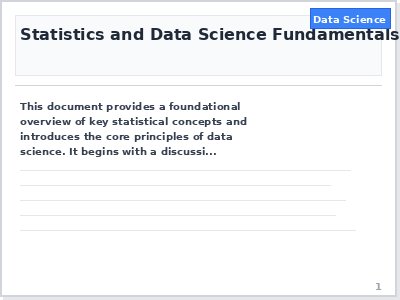 Data Science
Statistics and Data Science Fundamentals
This document provides a foundational
overview of key statistical concepts and
introduces the core principles of data
science. It begins with a discussi...
1